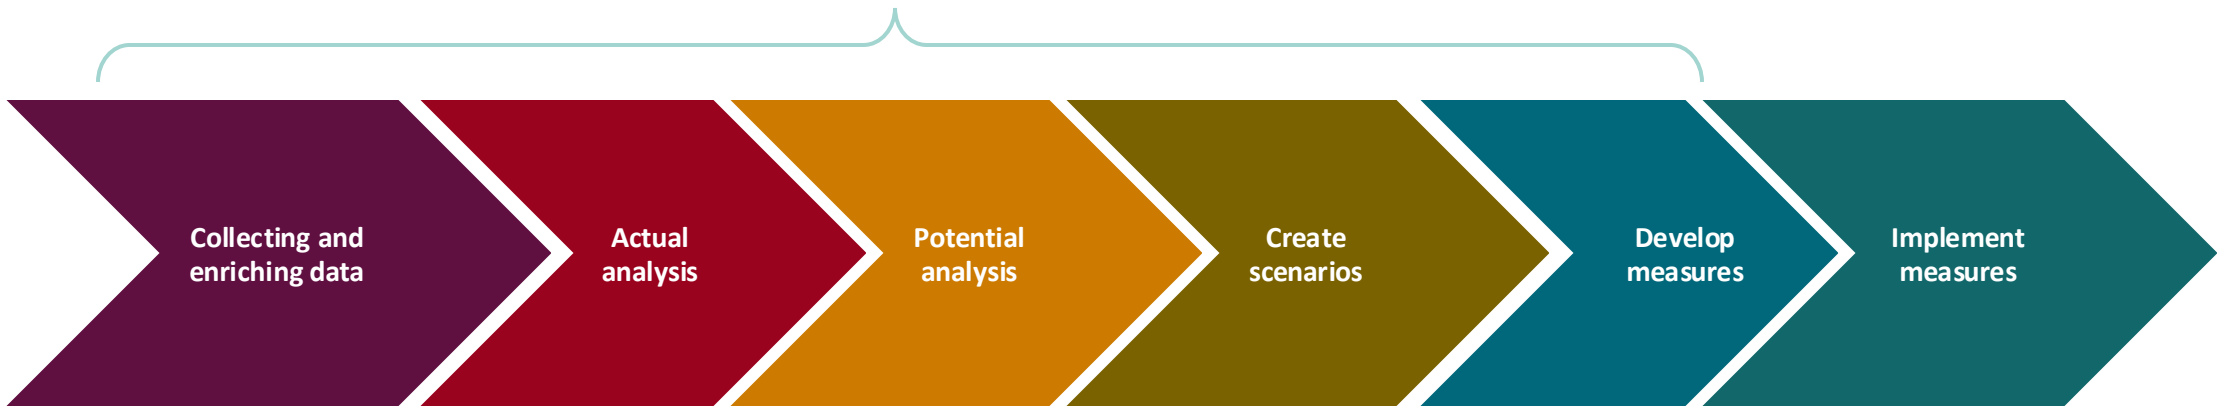 Collecting and
enriching data
Actual
analysis
Potential
analysis
Create
scenarios
Develop
measures
Implement
measures